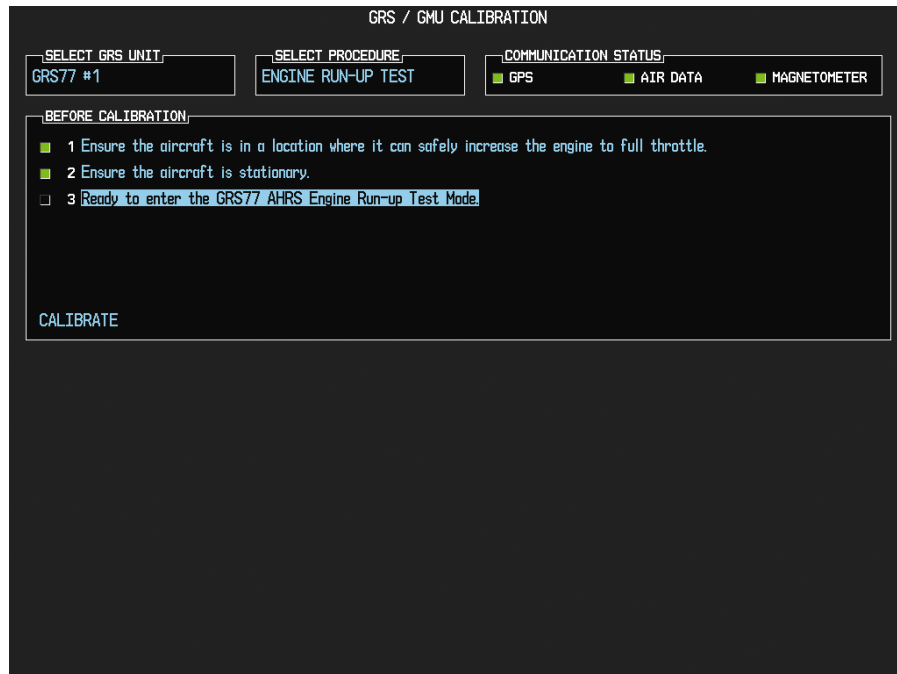 GRS / GMU CALIBRATION
SELECT GRS UNIT
GRS77 #1
SELECT PROCEDURE
ENGINE RUN-UP TEST
COMMUNICATION STATUS
GPS AIR DATA MAGNETOMETER
BEFORE CALIBRATION
1 Ensure the aircraft is in a location where it can safely increase the engine to full throttle.
2 Ensure the aircraft is stationary.
3 Ready to enter the GRS77 AHRS Engine Run-up Test Mode.
CALIBRATE